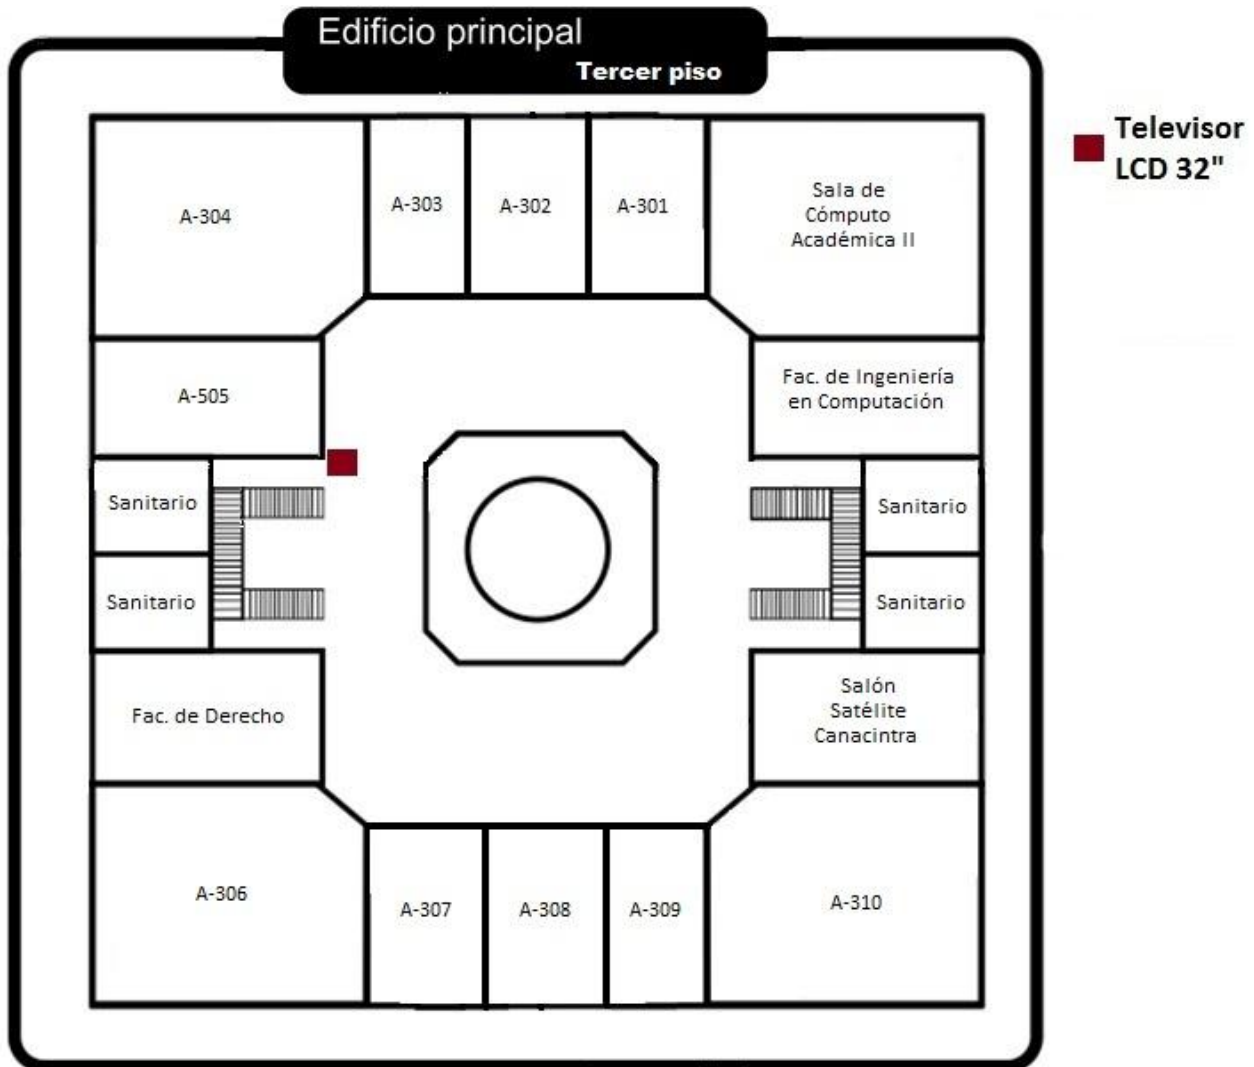 Edificio principal
Tercer piso
Televisor
LCD 32"
A-304
A-303
A-302
A-301
Sala de
Cómputo
Académica II
A-505
Fac. de Ingeniería
en Computación
Sanitario
Sanitario
Sanitario
Sanitario
Fac. de Derecho
Salón
Satélite
Canacintra
A-306
A-307
A-308
A-309
A-310